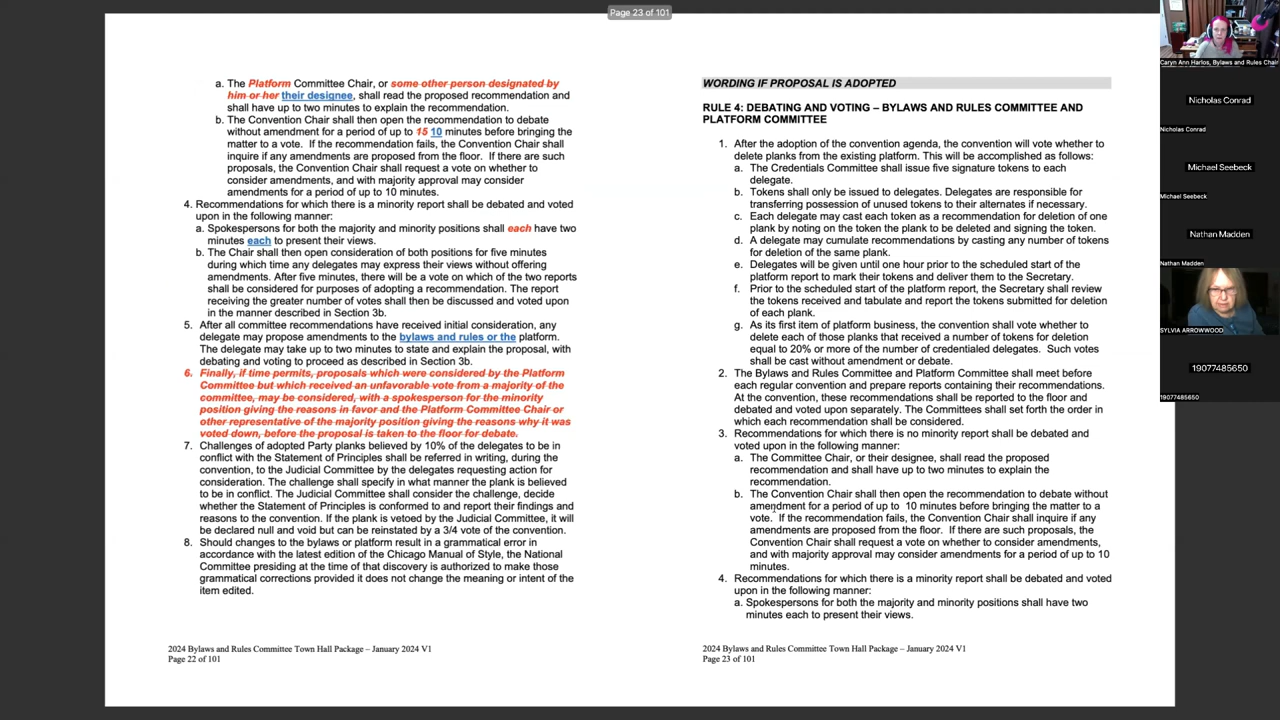 Page 23 of 101
a. The Platform Committee Chair, or some other person designated by
him or her their designee, shall read the proposed recommendation and
shall have up to two minutes to explain the recommendation.
b. The Convention Chair shall then open the recommendation to debate
without amendment for a period of up to 15 10 minutes before bringing the
matter to a vote. If the recommendation fails, the Convention Chair shall
inquire if any amendments are proposed from the floor. If there are such
proposals, the Convention Chair shall request a vote on whether to
consider amendments, and with majority approval may consider
amendments for a period of up to 10 minutes.
4. Recommendations for which there is a minority report shall be debated and voted
upon in the following manner:
a. Spokespersons for both the majority and minority positions shall each have two
minutes each to present their views.
b. The Chair shall then open consideration of both positions for five minutes
during which time any delegates may express their views without offering
amendments. After five minutes, there will be a vote on which of the two reports
shall be considered for purposes of adopting a recommendation. The report
receiving the greater number of votes shall then be discussed and voted upon
in the manner described in Section 3b.
5. After all committee recommendations have received initial consideration, any
delegate may propose amendments to the bylaws and rules or the platform.
The delegate may take up to two minutes to state and explain the proposal, with
debating and voting to proceed as described in Section 3b.
6. Finally, if time permits, proposals which were considered by the Platform
Committee but which received an unfavorable vote from a majority of the
committee, may be considered, with a spokesperson for the minority
position giving the reasons in favor and the Platform Committee Chair or
other representative of the majority position giving the reasons why it was
voted down, before the proposal is taken to the floor for debate.
7. Challenges of adopted Party planks believed by 10% of the delegates to be in
conflict with the Statement of Principles shall be referred in writing, during the
convention, to the Judicial Committee by the delegates requesting action for
consideration. The challenge shall specify in what manner the plank is believed
to be in conflict. The Judicial Committee shall consider the challenge, decide
whether the Statement of Principles is conformed to and report their findings and
reasons to the convention. If the plank is vetoed by the Judicial Committee, it will
be declared null and void but can be reinstated by a 3/4 vote of the convention.
8. Should changes to the bylaws or platform result in a grammatical error in
accordance with the latest edition of the Chicago Manual of Style, the National
Committee presiding at the time of that discovery is authorized to make those
grammatical corrections provided it does not change the meaning or intent of the
item edited.
2024 Bylaws and Rules Committee Town Hall Package – January 2024 V1
Page 22 of 101
WORDING IF PROPOSAL IS ADOPTED
RULE 4: DEBATING AND VOTING – BYLAWS AND RULES COMMITTEE AND
PLATFORM COMMITTEE
1. After the adoption of the convention agenda, the convention will vote whether to
delete planks from the existing platform. This will be accomplished as follows:
a. The Credentials Committee shall issue five signature tokens to each
delegate.
b. Tokens shall only be issued to delegates. Delegates are responsible for
transferring possession of unused tokens to their alternates if necessary.
c. Each delegate may cast each token as a recommendation for deletion of one
plank by noting on the token the plank to be deleted and signing the token.
d. A delegate may cumulate recommendations by casting any number of tokens
for deletion of the same plank.
e. Delegates will be given until one hour prior to the scheduled start of the
platform report to mark their tokens and deliver them to the Secretary.
f. Prior to the scheduled start of the platform report, the Secretary shall review
the tokens received and tabulate and report the tokens submitted for deletion
of each plank.
g. As its first item of platform business, the convention shall vote whether to
delete each of those planks that received a number of tokens for deletion
equal to 20% or more of the number of credentialed delegates. Such votes
shall be cast without amendment or debate.
2. The Bylaws and Rules Committee and Platform Committee shall meet before
each regular convention and prepare reports containing their recommendations.
At the convention, these recommendations shall be reported to the floor and
debated and voted upon separately. The Committees shall set forth the order in
which each recommendation shall be considered.
3. Recommendations for which there is no minority report shall be debated and
voted upon in the following manner:
a. The Committee Chair, or their designee, shall read the proposed
recommendation and shall have up to two minutes to explain the
recommendation.
b. The Convention Chair shall then open the recommendation to debate without
amendment for a period of up to 10 minutes before bringing the matter to a
vote. If the recommendation fails, the Convention Chair shall inquire if any
amendments are proposed from the floor. If there are such proposals, the
Convention Chair shall request a vote on whether to consider amendments,
and with majority approval may consider amendments for a period of up to 10
minutes.
4. Recommendations for which there is a minority report shall be debated and voted
upon in the following manner:
a. Spokespersons for both the majority and minority positions shall have two
minutes each to present their views.
2024 Bylaws and Rules Committee Town Hall Package – January 2024 V1
Page 23 of 101
Caryn Ann Harlos, Bylaws and Rules Chair
Nicholas Conrad
Nicholas Conrad
Michael Seebeck
Michael Seebeck
Nathan Madden
Nathan Madden
SYLVIA ARROWWOOD
19077485650
19077485650